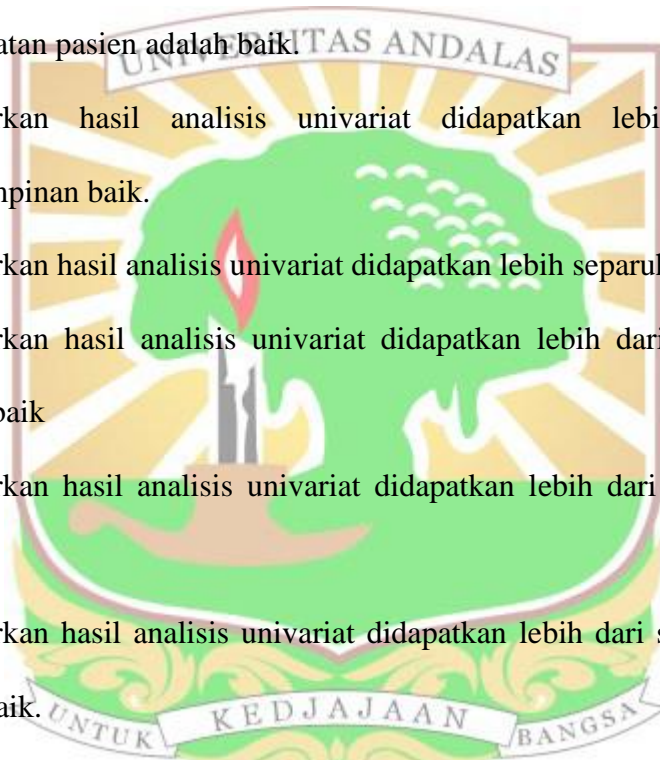 atan pasien adalah baik.
UNIVERSITAS ANDALAS
rkan hasil analisis univariat didapatkan lebi
npinan baik.
rkan hasil analisis univariat didapatkan lebih separul
rkan hasil analisis univariat didapatkan lebih dari
baik
rkan hasil analisis univariat didapatkan lebih dari
rkan hasil analisis univariat didapatkan lebih dari s
aik.
UNTUK KEDJAJAAN BANGSA